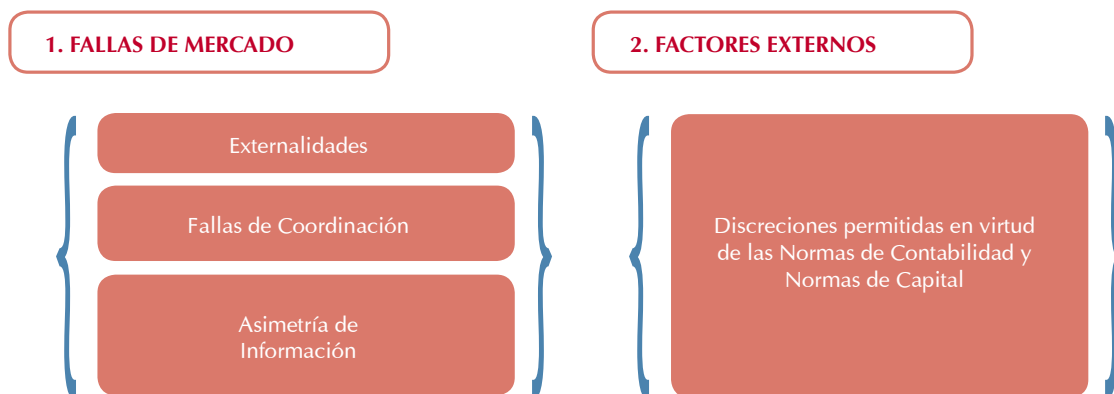 1. FALLAS DE MERCADO
Externalidades
Fallas de Coordinación
Asimetría de
Información
2. FACTORES EXTERNOS
Discreciones permitidas en virtud
de las Normas de Contabilidad y
Normas de Capital